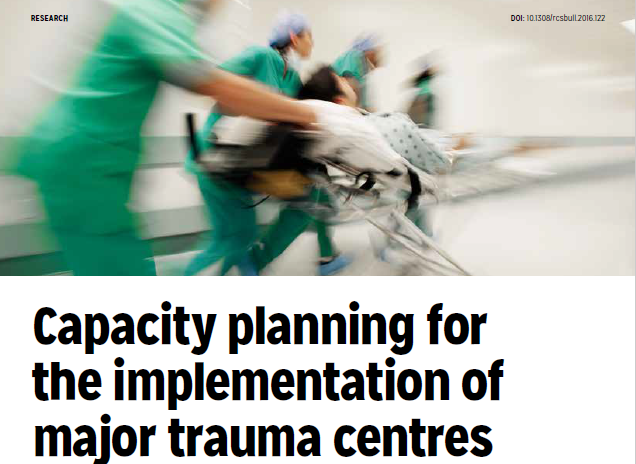 RESEARCH
DOI: 10.1308/rcsbull.2016.122
Capacity planning for
the implementation of
major trauma centres